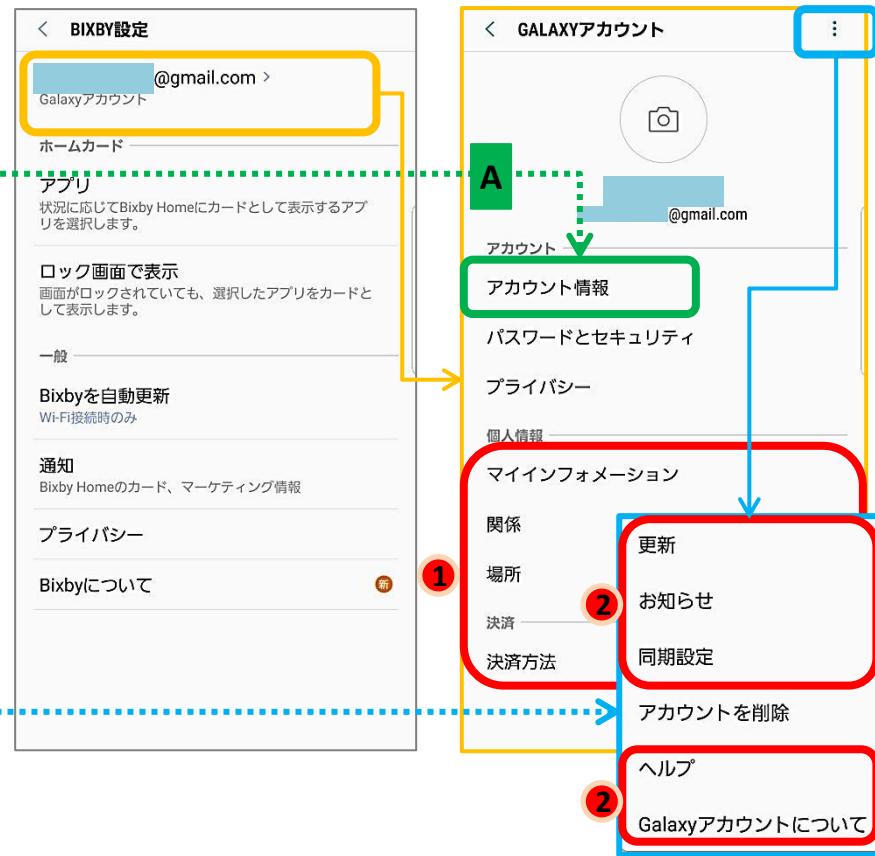 BIXBY設定
@gmail.com >
Galaxyアカウント
ホームカード
アプリ
状況に応じてBixby Homeにカードとして表示するアプ
リを選択します。
ロック画面で表示
画面がロックされていても、選択したアプリをカードと
して表示します。
一般
Bixbyを自動更新
Wi-Fi接続時のみ
通知
Bixby Homeのカード、マーケティング情報
プライバシー
Bixbyについて
新
GALAXYアカウント
A
@gmail.com
アカウント
アカウント情報
パスワードとセキュリティ
プライバシー
個人情報
マイインフォメーション
関係
場所
1
決済
決済方法
更新
2
お知らせ
同期設定
アカウントを削除
ヘルプ
2
Galaxyアカウントについて